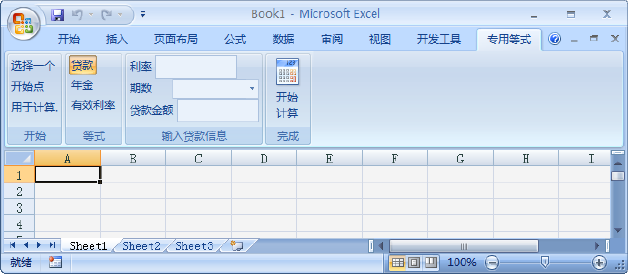 Book1 - Microsoft Excel
开始 插入 页面布局 公式 数据 审阅 视图 开发工具 专用等式
选择一个 贷款 利率
开始点 年金 期数 开始
用于计算. 有效利率 贷款金额 计算
开始 等式 输入贷款信息 完成
A B C D E F G H I
1
2
3
4
5
Sheet1 Sheet2 Sheet3
就绪 100%